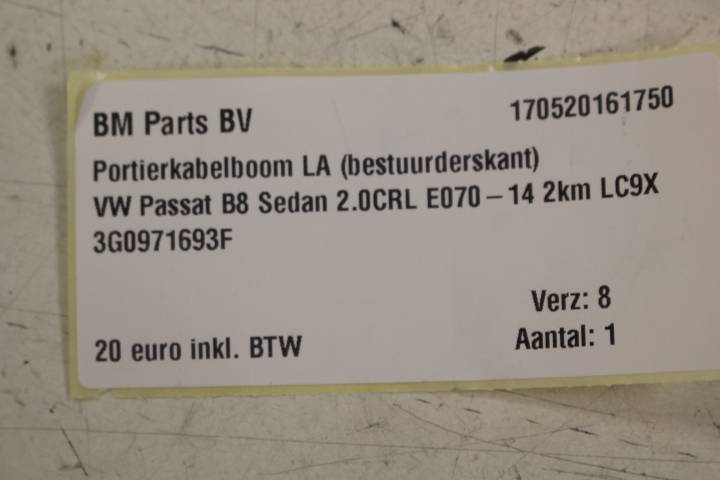 BM Parts BV 170520161750
Portierkabelboom LA (bestuurderskant)
VW Passat B8 Sedan 2.0CRL E070-14 2km LC9X
3G0971693F
Verz: 8
20 euro inkl. BTW Aantal: 1